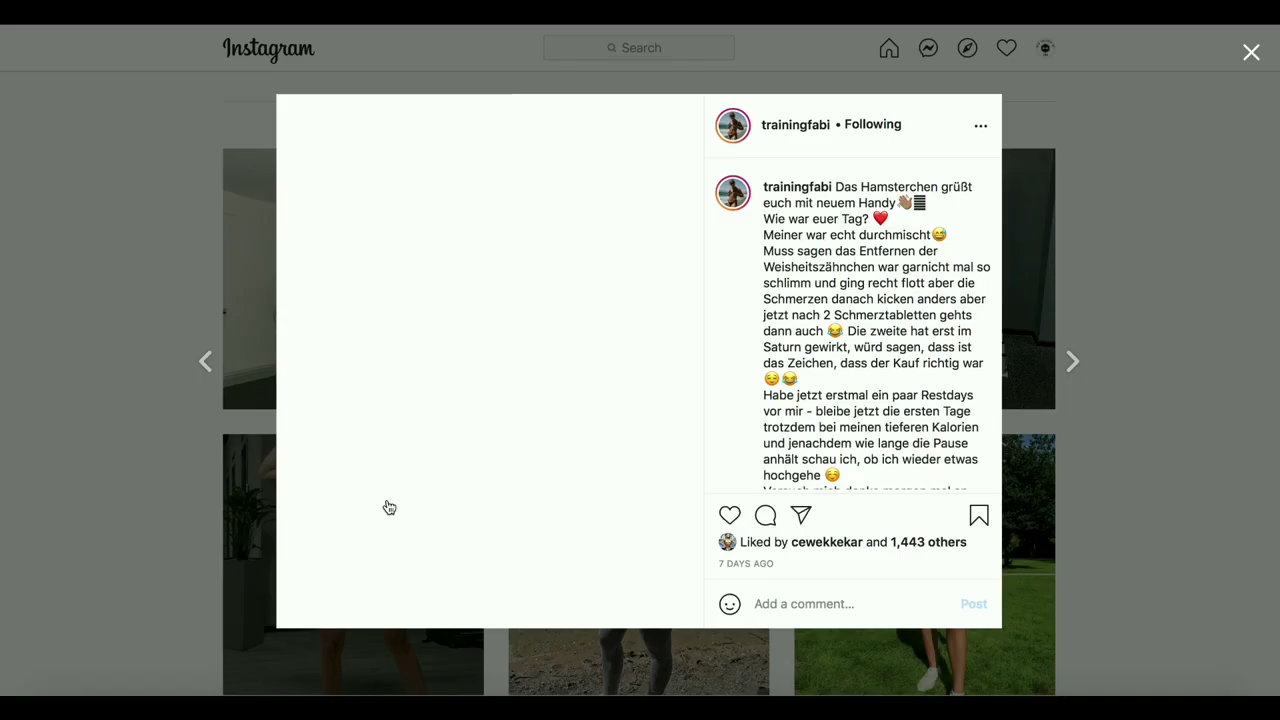 Instagram
Search
trainingfabi • Following
trainingfabi Das Hamsterchen grüßt
euch mit neuem Handy👋🏽
Wie war euer Tag? ❤️
Meiner war echt durchmischt😅
Muss sagen das Entfernen der
Weisheitszähnchen war garnicht mal so
schlimm und ging recht flott aber die
Schmerzen danach kicken anders aber
jetzt nach 2 Schmerztabletten gehts
dann auch 😂 Die zweite hat erst im
Saturn gewirkt, würd sagen, dass ist
das Zeichen, dass der Kauf richtig war
😌😂
Habe jetzt erstmal ein paar Restdays
vor mir - bleibe jetzt die ersten Tage
trotzdem bei meinen tieferen Kalorien
und jenachdem wie lange die Pause
anhält schau ich, ob ich wieder etwas
hochgehe ☺️
Liked by cewekkekar and 1,443 others
7 DAYS AGO
Add a comment...
Post